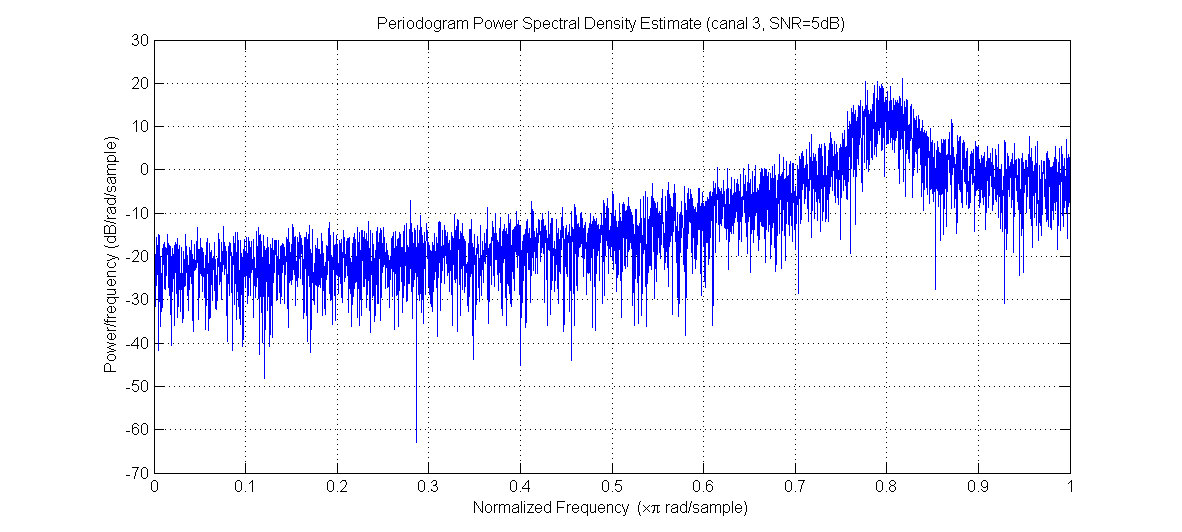 Periodogram Power Spectral Density Estimate (canal 3, SNR=5dB)
30
20
10
0
-10
-20
-30
-40
-50
-60
-70
Power/frequency (dB/rad/sample)
0 0.1 0.2 0.3 0.4 0.5 0.6 0.7 0.8 0.9 1
Normalized Frequency (×π rad/sample)